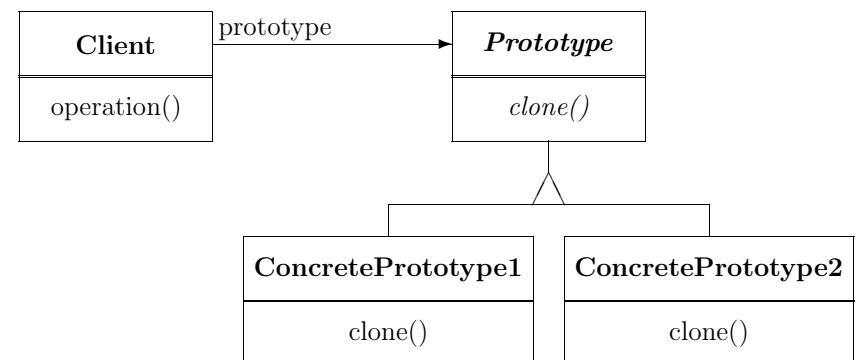 Client
prototype
Prototype
operation()
clone()
ConcretePrototype1
ConcretePrototype2
clone()
clone()